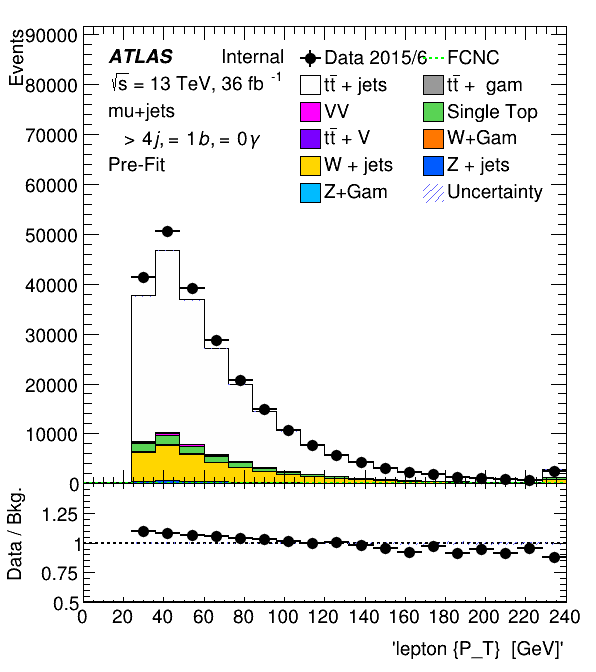 Events
90000
80000
70000
60000
50000
40000
30000
20000
10000
0
ATLAS Internal
√s = 13 TeV, 36 fb⁻¹
mu+jets
> 4j, = 1b, = 0γ
Pre-Fit
Data 2015/6 FCNC
tt̄ + jets tt̄ + gam
VV Single Top
tt̄ + V W+Gam
W + jets Z + jets
Z+Gam Uncertainty
Data / Bkg.
1.25
1
0.75
0.5
0 20 40 60 80 100 120 140 160 180 200 220 240
'lepton {P_T} [GeV]'